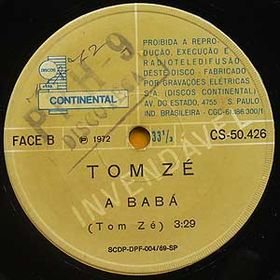 DISCOS
CONTINENTAL
PROIBIDA A REPRO-
DUÇÃO, EXECUÇÃO E
RADIOTELEDIFUSÃO
DESTE DISCO - FABRICADO
POR GRAVAÇÕES ELÉTRICAS
S/A (DISCOS CONTINENTAL)
AV. DO ESTADO, 4755 - S. PAULO
IND. BRASILEIRA - CGC-61.186.300/1
FACE B
℗ 1972
33 1/3
CS-50.426
TOM ZÉ
A BABÁ
(Tom Zé) 3:29
INVENDÁVEL
SCDP-DPF-004/69-SP